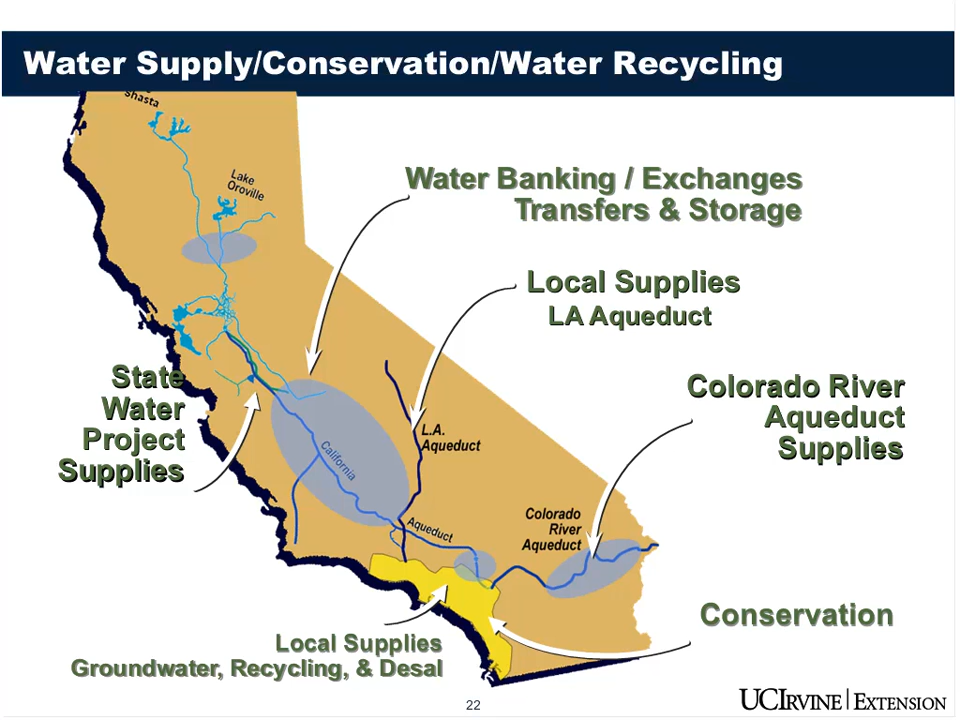 Water Supply/Conservation/Water Recycling
Shasta
Lake
Oroville
Water Banking / Exchanges
Transfers & Storage
Local Supplies
LA Aqueduct
State
Water
Project
Supplies
Colorado River
Aqueduct
Supplies
L.A.
Aqueduct
California
Aqueduct
Colorado
River
Aqueduct
Conservation
Local Supplies
Groundwater, Recycling, & Desal
22
UCIRVINE | EXTENSION